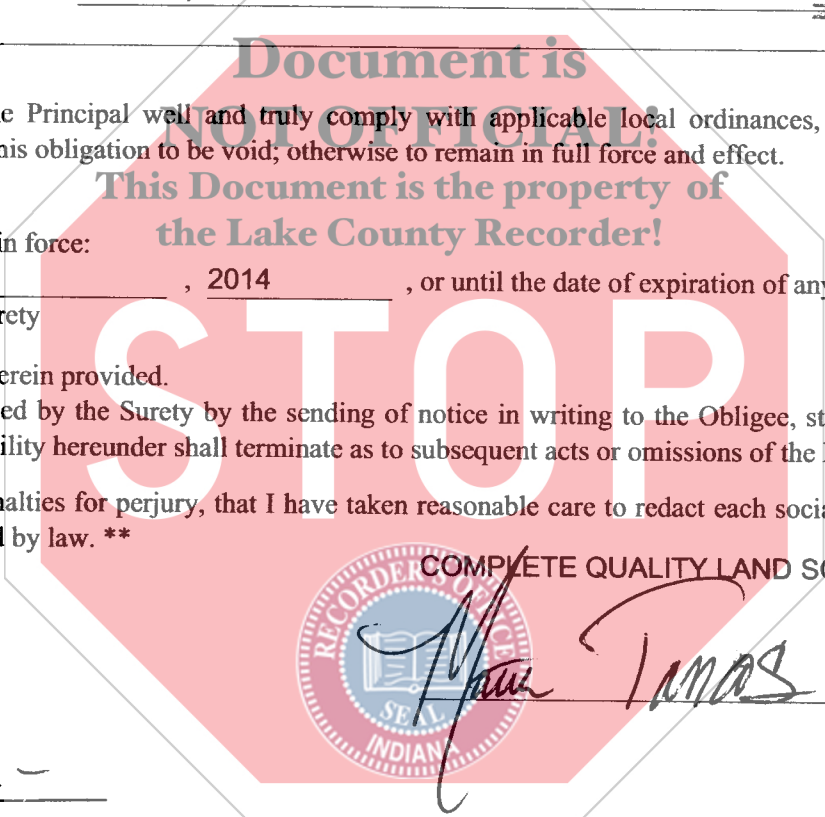 Document is
e Principal well and truly comply with applicable local ordinances,
NOT OFFICIAL!
his obligation to be void; otherwise to remain in full force and effect.
This Document is the property of
the Lake County Recorder!
in force:
, 2014 , or until the date of expiration of any
rety
STOP
erein provided.
ed by the Surety by the sending of notice in writing to the Obligee, st
ility hereunder shall terminate as to subsequent acts or omissions of the
nalties for perjury, that I have taken reasonable care to redact each socia
by law. **
COMPLETE QUALITY LAND SC
RECORDER'S OFFICE
SEAL
INDIANA